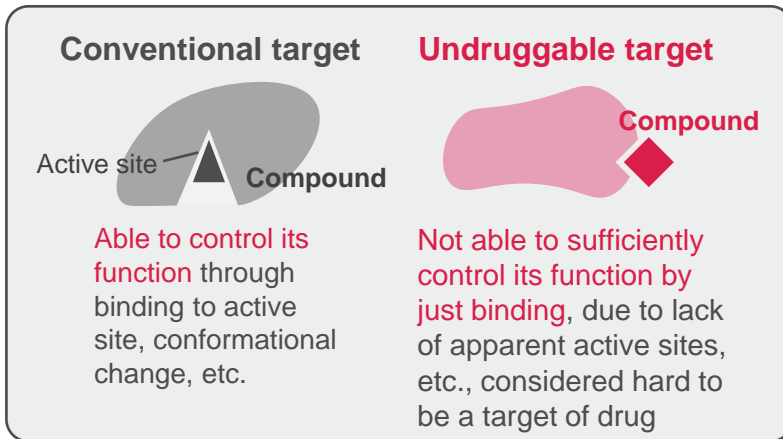 Conventional target
Active site
Compound
Able to control its
function through
binding to active
site, conformational
change, etc.
Undruggable target
Compound
Not able to sufficiently
control its function by
just binding, due to lack
of apparent active sites,
etc., considered hard to
be a target of drug